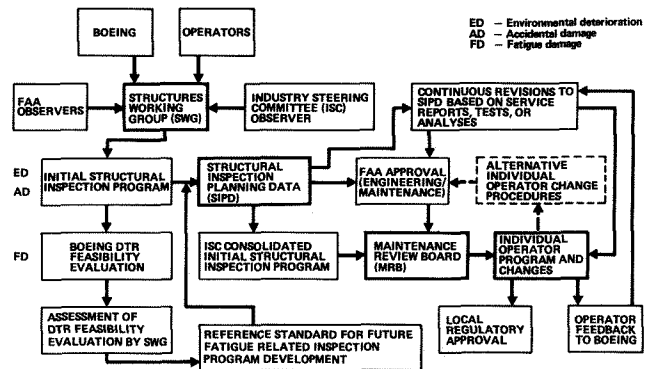 ED – Environmental deterioration
AD – Accidental damage
FD – Fatigue damage
BOEING
OPERATORS
FAA
OBSERVERS
STRUCTURES
WORKING
GROUP (SWG)
INDUSTRY STEERING
COMMITTEE (ISC)
OBSERVER
CONTINUOUS REVISIONS TO
SIPD BASED ON SERVICE
REPORTS, TESTS, OR
ANALYSES
ED
AD
INITIAL STRUCTURAL
INSPECTION PROGRAM
STRUCTURAL
INSPECTION
PLANNING DATA
(SIPD)
FAA APPROVAL
(ENGINEERING/
MAINTENANCE)
ALTERNATIVE
INDIVIDUAL
OPERATOR CHANGE
PROCEDURES
FD
BOEING DTR
FEASIBILITY
EVALUATION
ISC CONSOLIDATED
INITIAL STRUCTURAL
INSPECTION PROGRAM
MAINTENANCE
REVIEW BOARD
(MRB)
INDIVIDUAL
OPERATOR
PROGRAM AND
CHANGES
ASSESSMENT OF
DTR FEASIBILITY
EVALUATION BY SWG
REFERENCE STANDARD FOR FUTURE
FATIGUE RELATED INSPECTION
PROGRAM DEVELOPMENT
LOCAL
REGULATORY
APPROVAL
OPERATOR
FEEDBACK
TO BOEING